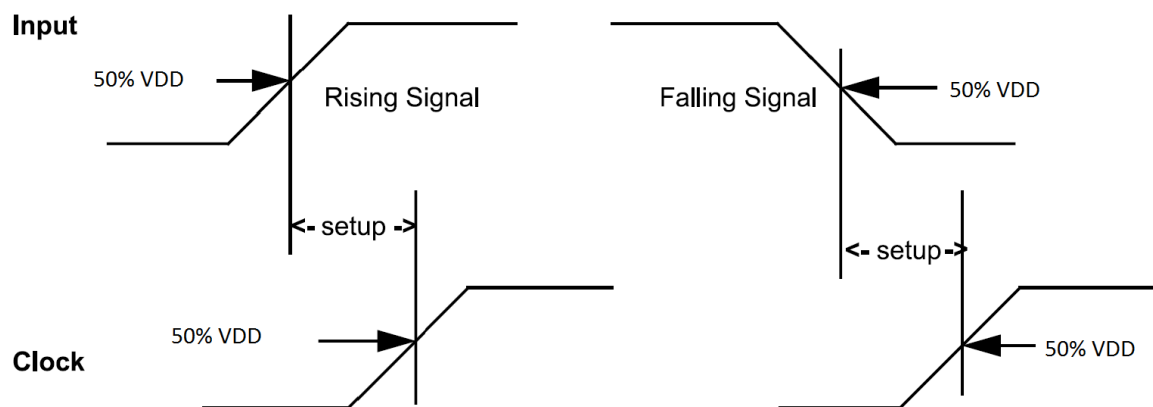 Input
50% VDD
Rising Signal
Falling Signal
50% VDD
<- setup ->
<- setup ->
50% VDD
50% VDD
Clock